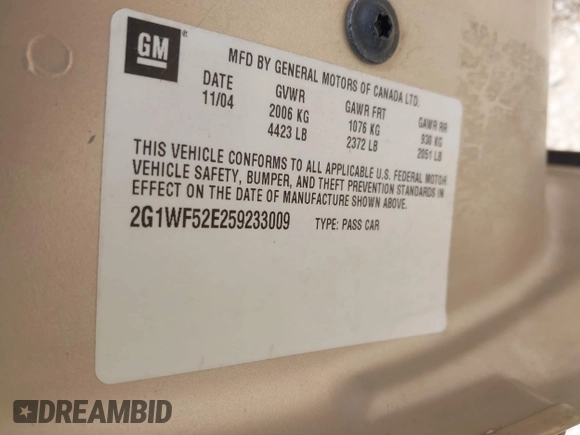 GM
MFD BY GENERAL MOTORS OF CANADA LTD.
DATE GVWR GAWR FRT GAWR RR
11/04 2006 KG 1076 KG 930 KG
4423 LB 2372 LB 2051 LB
THIS VEHICLE CONFORMS TO ALL APPLICABLE U.S. FEDERAL MOTOR
VEHICLE SAFETY, BUMPER, AND THEFT PREVENTION STANDARDS IN
EFFECT ON THE DATE OF MANUFACTURE SHOWN ABOVE.
2G1WF52E259233009 TYPE: PASS CAR
DREAMBID